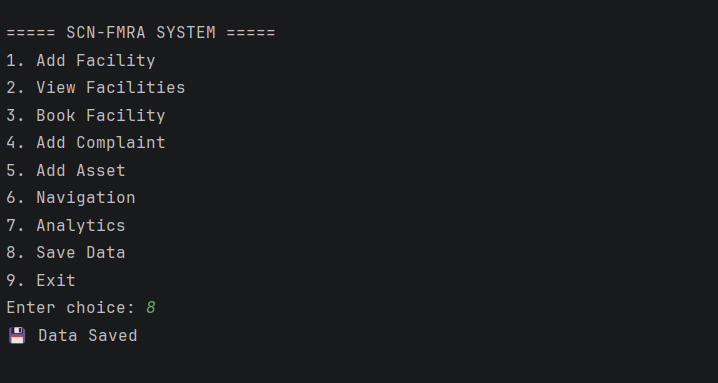 ===== SCN-FMRA SYSTEM =====
1. Add Facility
2. View Facilities
3. Book Facility
4. Add Complaint
5. Add Asset
6. Navigation
7. Analytics
8. Save Data
9. Exit
Enter choice: 8
💾 Data Saved